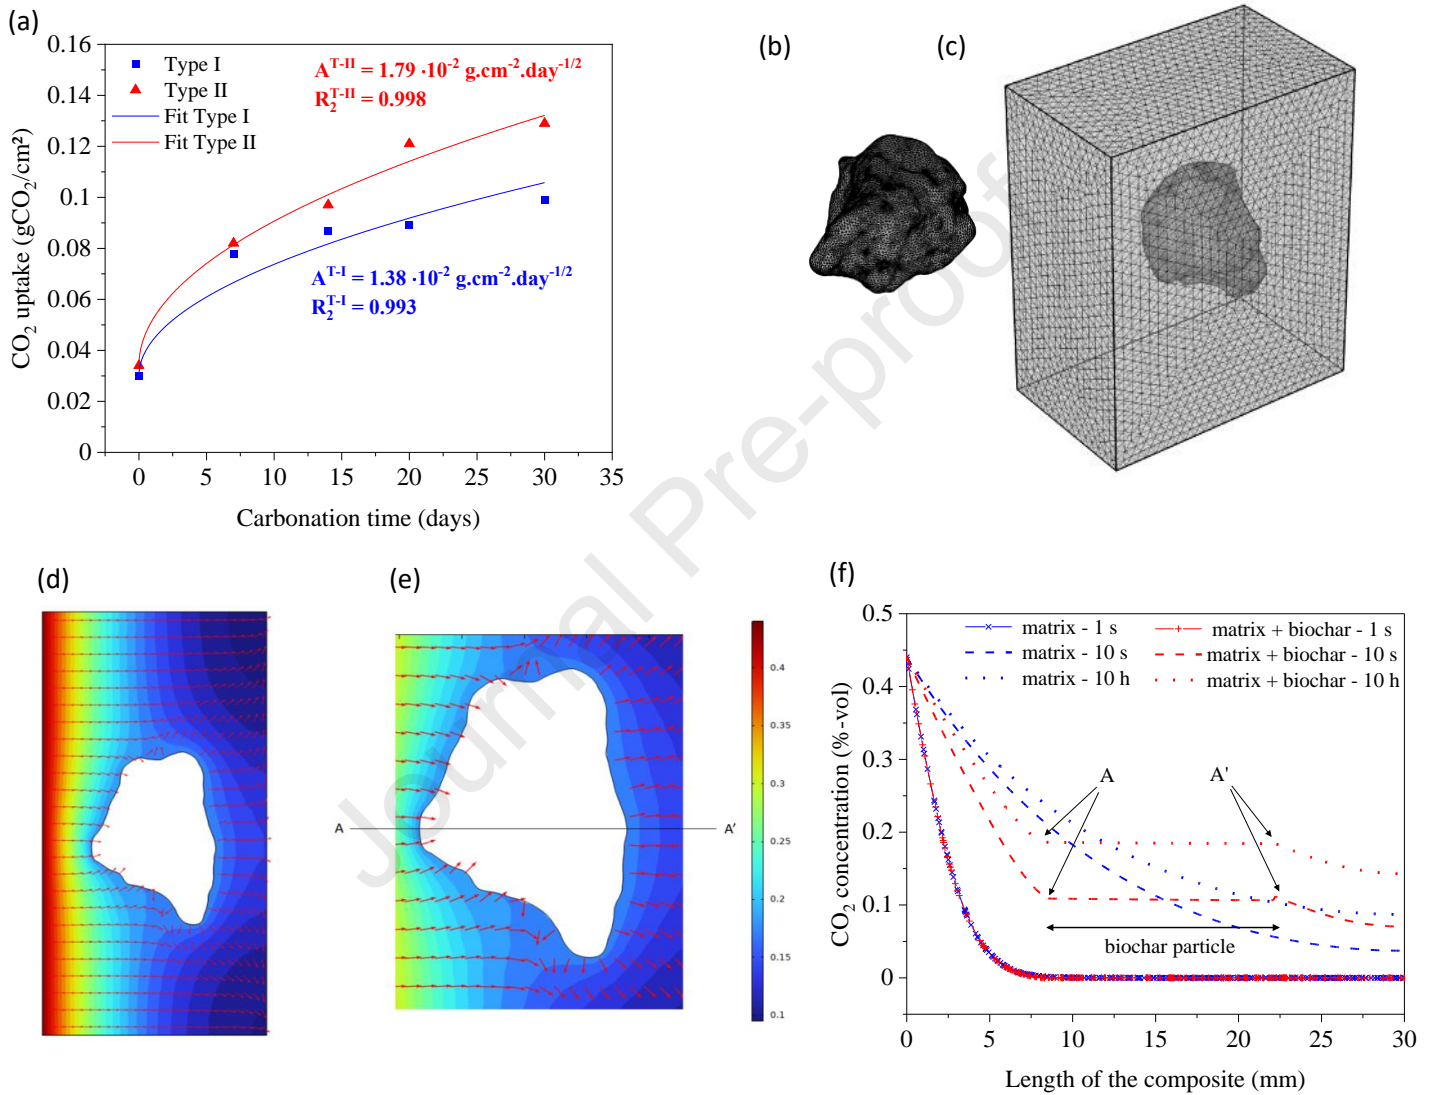 (a)
0.16
0.14
0.12
0.1
0.08
0.06
0.04
0.02
0
CO₂ uptake (gCO₂/cm²)
Type I
Type II
Fit Type I
Fit Type II
A^T-II = 1.79 ·10^-2 g.cm^-2.day^-1/2
R₂^T-II = 0.998
A^T-I = 1.38 ·10^-2 g.cm^-2.day^-1/2
R₂^T-I = 0.993
0 5 10 15 20 25 30 35
Carbonation time (days)
(b)
(c)
Journal Pre-proof
(d)
(e)
A A'
0.4
0.35
0.3
0.25
0.2
0.15
0.1
(f)
0.5
0.4
0.3
0.2
0.1
0
CO₂ concentration (%-vol)
matrix - 1 s
matrix - 10 s
matrix - 10 h
matrix + biochar - 1 s
matrix + biochar - 10 s
matrix + biochar - 10 h
A
A'
biochar particle
0 5 10 15 20 25 30
Length of the composite (mm)